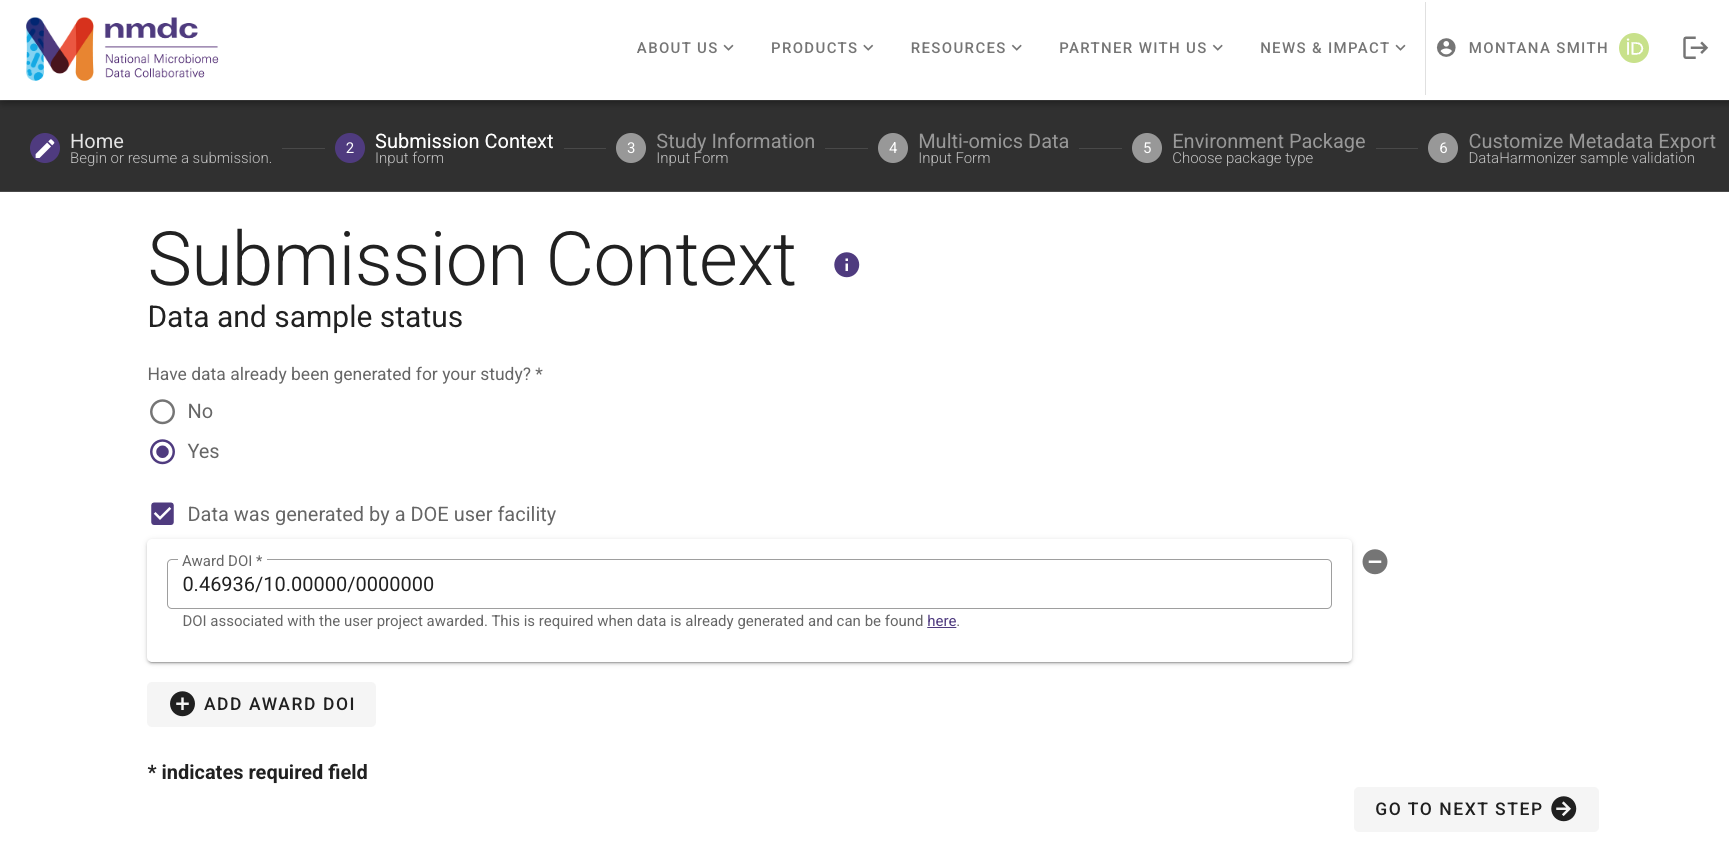 nmdc
National Microbiome
Data Collaborative
ABOUT US
PRODUCTS
RESOURCES
PARTNER WITH US
NEWS & IMPACT
MONTANA SMITH
iD
Home
Begin or resume a submission.
2
Submission Context
Input form
3
Study Information
Input Form
4
Multi-omics Data
Input Form
5
Environment Package
Choose package type
6
Customize Metadata Export
DataHarmonizer sample validation
Submission Context
i
Data and sample status
Have data already been generated for your study? *
No
Yes
Data was generated by a DOE user facility
Award DOI *
0.46936/10.00000/0000000
DOI associated with the user project awarded. This is required when data is already generated and can be found here.
ADD AWARD DOI
* indicates required field
GO TO NEXT STEP